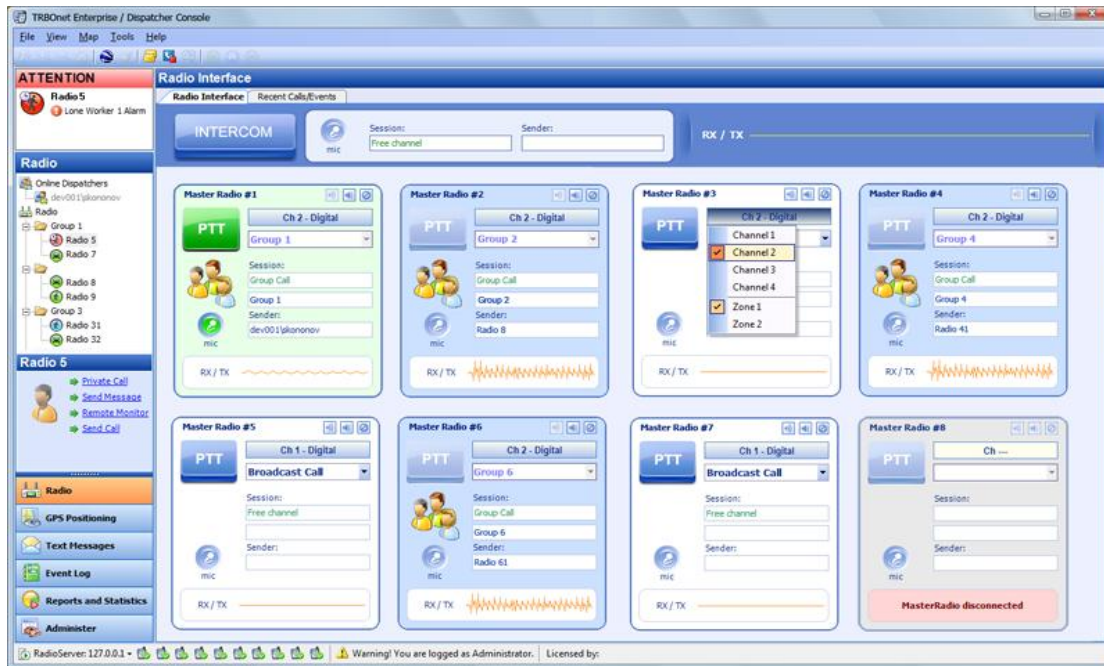 TRBOnet Enterprise / Dispatcher Console
File View Map Tools Help
ATTENTION
Radio 5
Lone Worker 1 Alarm
Radio
Online Dispatchers
dev001\skononov
Radio
Group 1
Radio 5
Radio 7
Radio 8
Radio 9
Group 3
Radio 31
Radio 32
Radio 5
Private Call
Send Message
Remote Monitor
Send Call
Radio
GPS Positioning
Text Messages
Event Log
Reports and Statistics
Administer
Radio Interface
Radio Interface Recent Calls/Events
INTERCOM
mic
Session:
Free channel
Sender:
RX / TX
Master Radio #1
PTT
Ch 2 - Digital
Group 1
Session:
Group Call
Group 1
Sender:
dev001\skononov
mic
RX / TX
Master Radio #2
PTT
Ch 2 - Digital
Group 2
Session:
Group Call
Group 2
Sender:
Radio 8
mic
RX / TX
Master Radio #3
PTT
Ch 2 - Digital
Channel 1
Channel 2
Channel 3
Channel 4
Zone 1
Zone 2
mic
RX / TX
Master Radio #4
PTT
Ch 2 - Digital
Group 4
Session:
Group Call
Group 4
Sender:
Radio 41
mic
RX / TX
Master Radio #5
PTT
Ch 1 - Digital
Broadcast Call
Session:
Free channel
Sender:
mic
RX / TX
Master Radio #6
PTT
Ch 2 - Digital
Group 6
Session:
Group Call
Group 6
Sender:
Radio 61
mic
RX / TX
Master Radio #7
PTT
Ch 1 - Digital
Broadcast Call
Session:
Free channel
Sender:
mic
RX / TX
Master Radio #8
PTT
Ch ---
Session:
Sender:
mic
MasterRadio disconnected
RadioServer: 127.0.0.1 Warning! You are logged as Administrator. Licensed by: